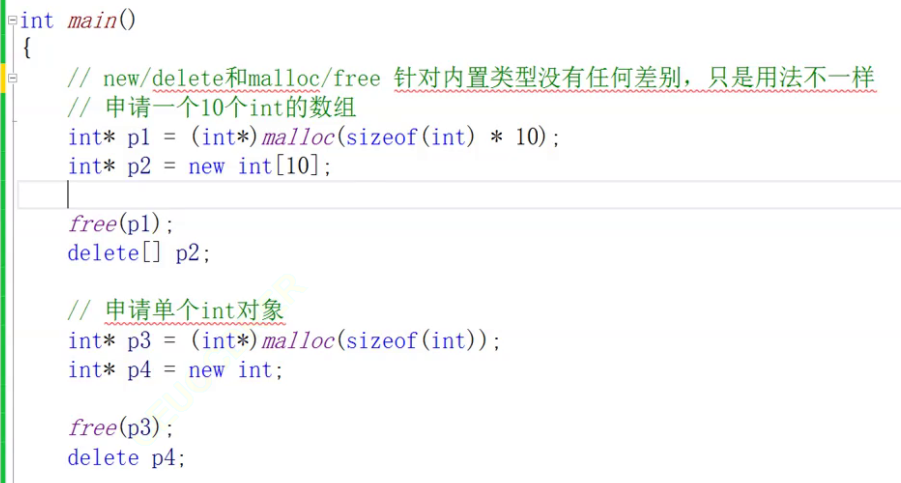 int main()
{
// new/delete和malloc/free 针对内置类型没有任何差别，只是用法不一样
// 申请一个10个int的数组
int* p1 = (int*)malloc(sizeof(int) * 10);
int* p2 = new int[10];
free(p1);
delete[] p2;
// 申请单个int对象
int* p3 = (int*)malloc(sizeof(int));
int* p4 = new int;
free(p3);
delete p4;